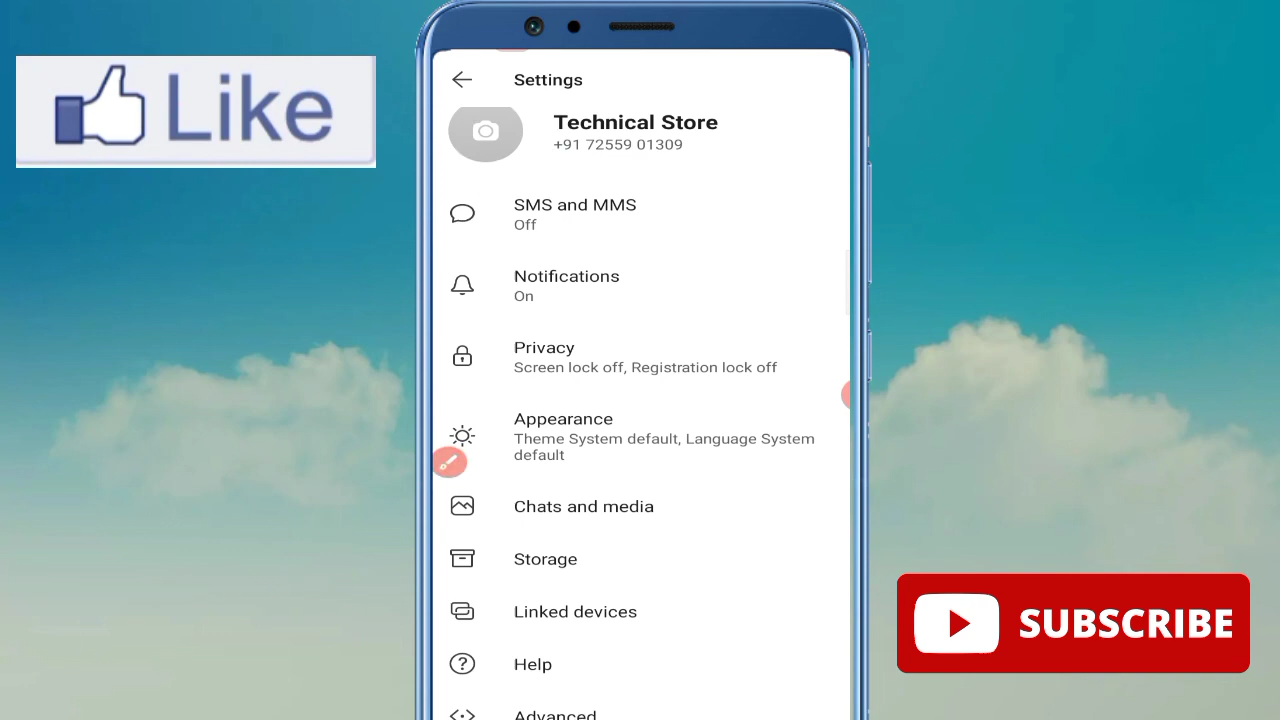 Like
Settings
Technical Store
+91 72559 01309
SMS and MMS
Off
Notifications
On
Privacy
Screen lock off, Registration lock off
Appearance
Theme System default, Language System
default
Chats and media
Storage
Linked devices
Help
Advanced
SUBSCRIBE